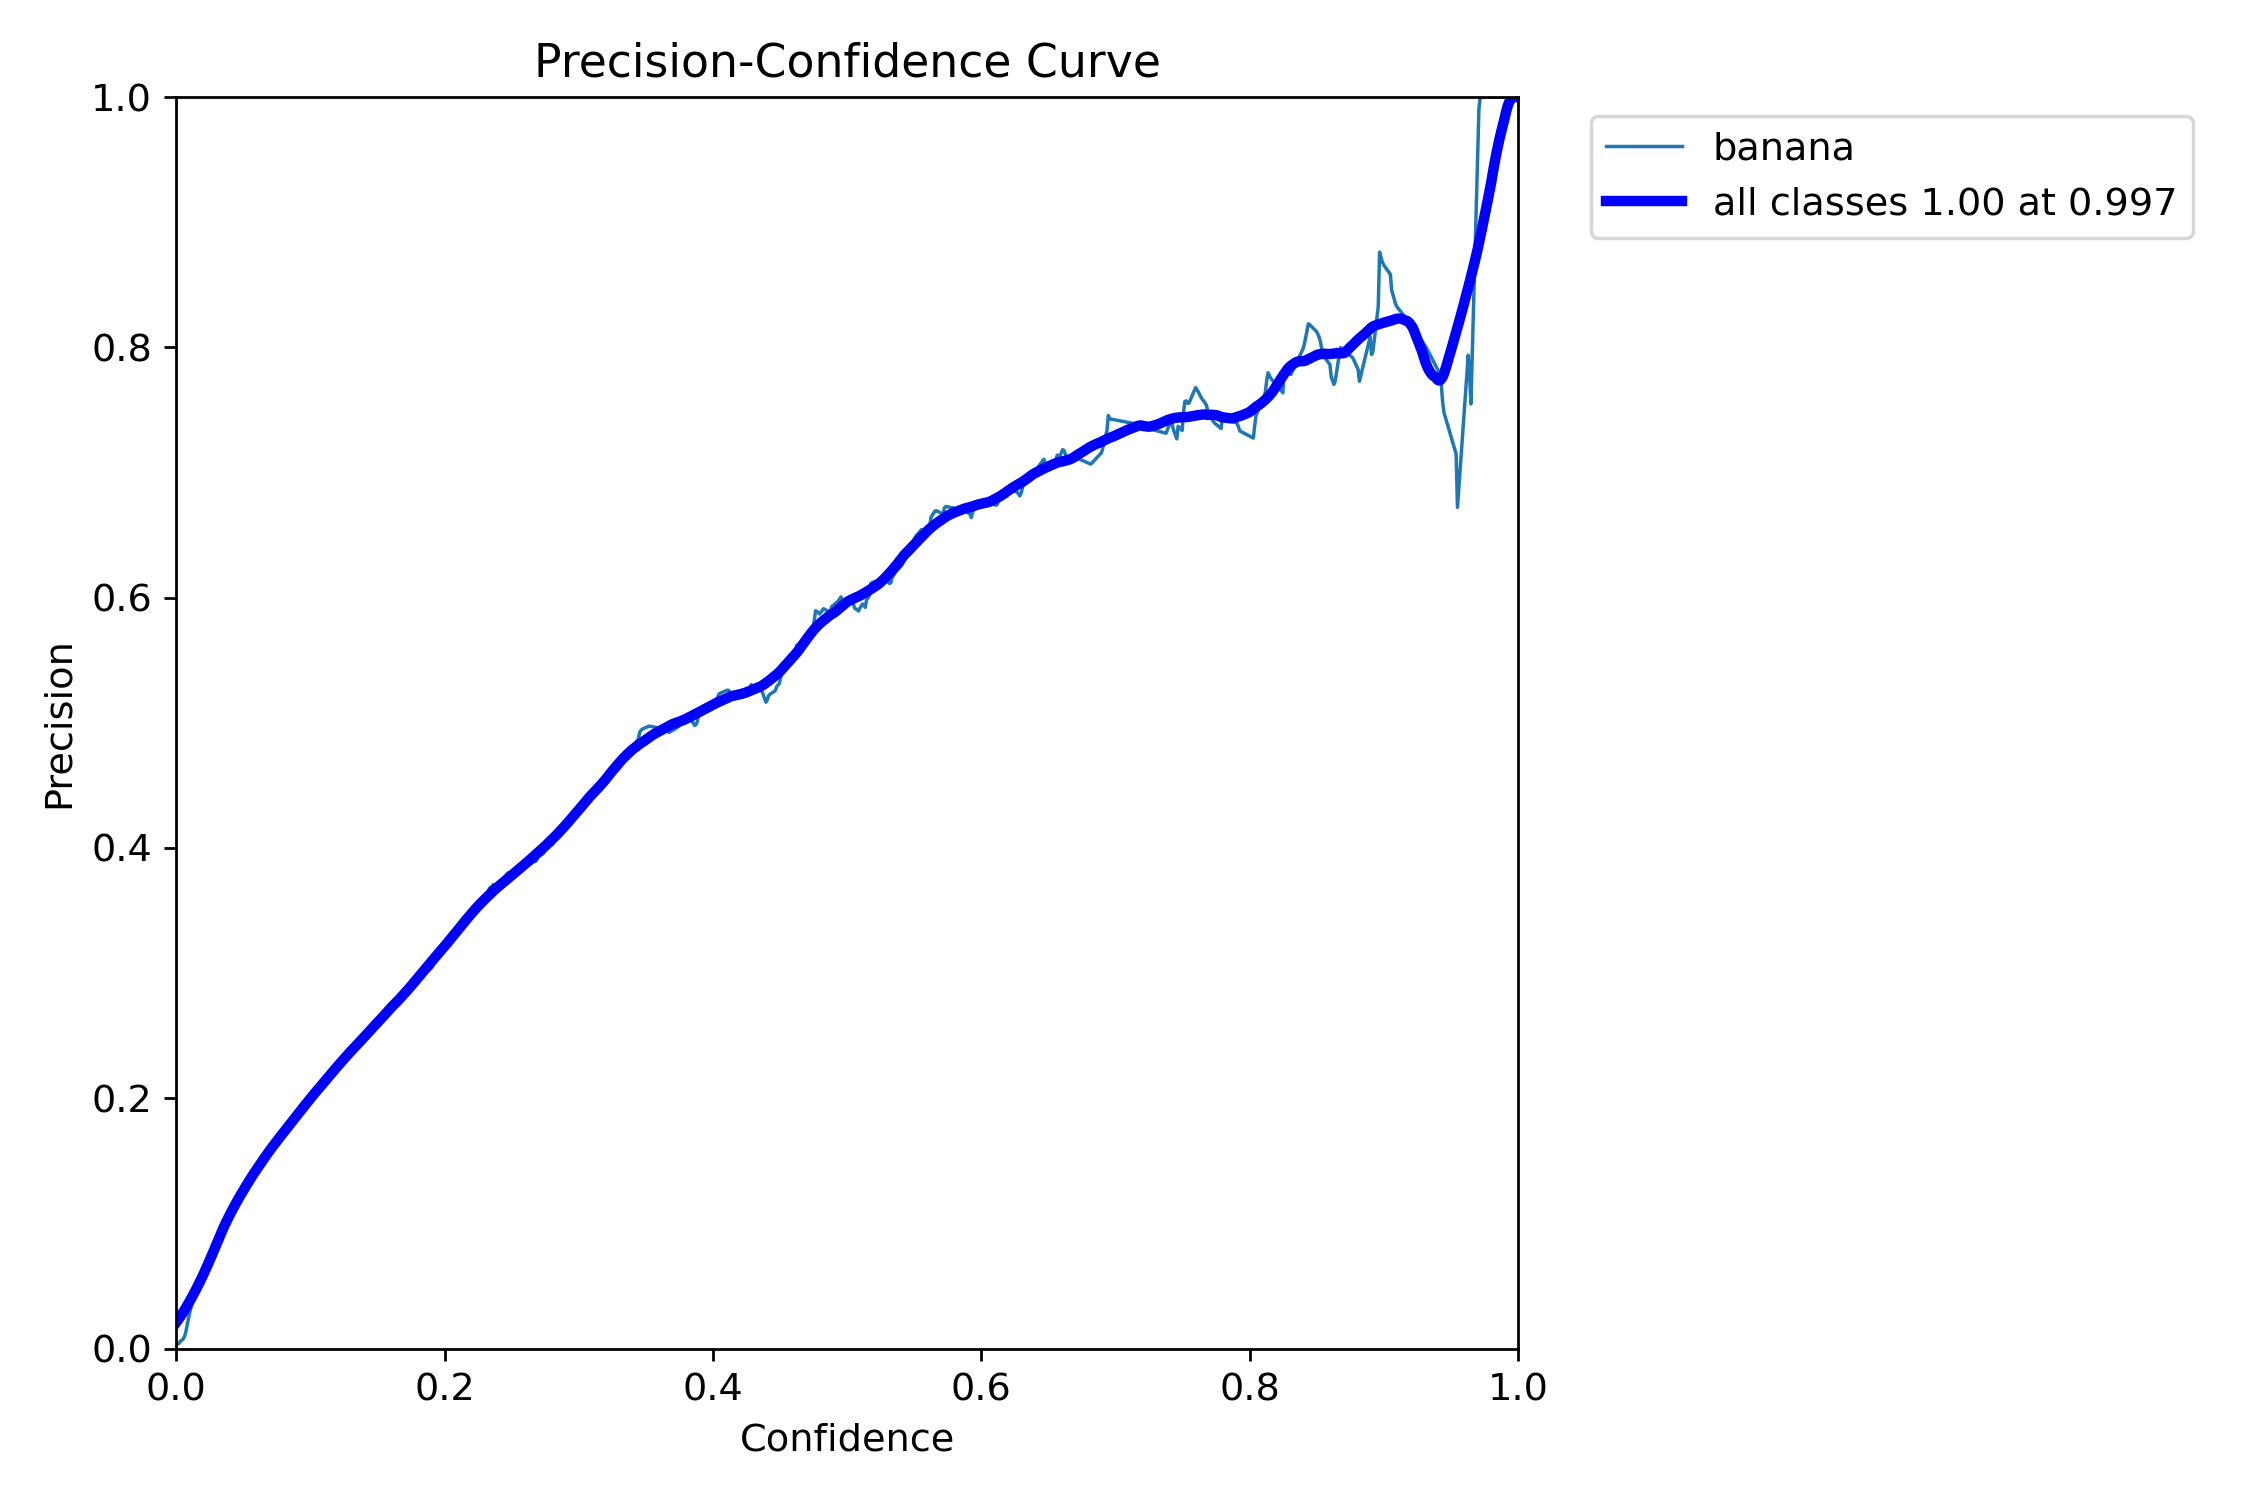 Precision-Confidence Curve
banana
all classes 1.00 at 0.997
Precision
1.0
0.8
0.6
0.4
0.2
0.0
0.0 0.2 0.4 0.6 0.8 1.0
Confidence